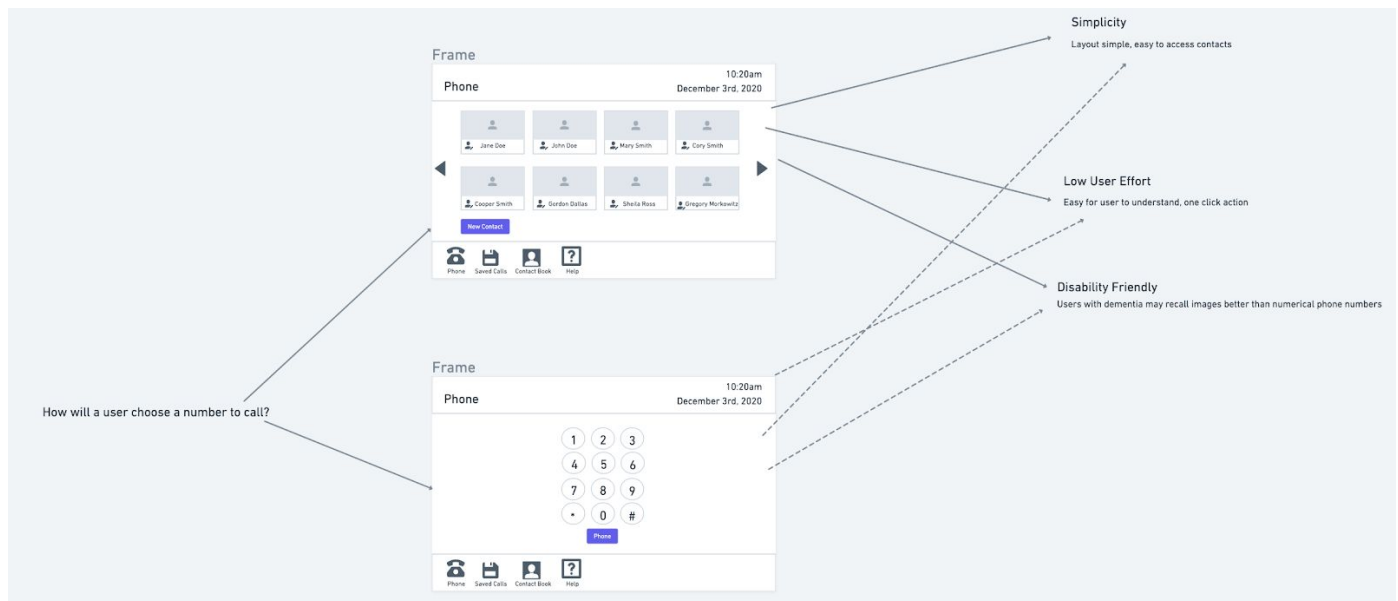 Simplicity
Layout simple, easy to access contacts
Frame
10:20am
Phone
December 3rd, 2020
Jane Doe
John Doe
Mary Smith
Cory Smith
Cooper Smith
Gordon Dallas
Sheila Ross
Gregory Morkowitz
New Contact
Phone
Saved Calls
Contact Book
Help
Low User Effort
Easy for user to understand, one click action
Disability Friendly
Users with dementia may recall images better than numerical phone numbers
How will a user choose a number to call?
Frame
10:20am
Phone
December 3rd, 2020
1 2 3
4 5 6
7 8 9
* 0 #
Phone
Phone
Saved Calls
Contact Book
Help